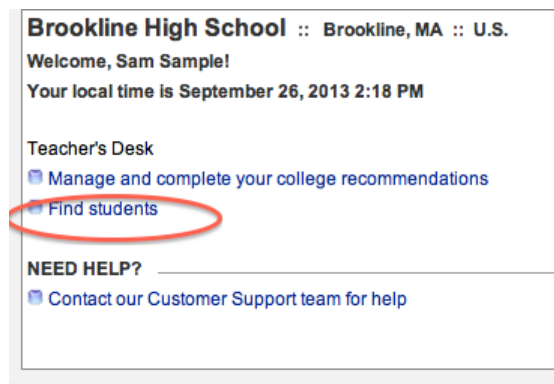 Brookline High School :: Brookline, MA :: U.S.
Welcome, Sam Sample!
Your local time is September 26, 2013 2:18 PM
Teacher's Desk
Manage and complete your college recommendations
Find students
NEED HELP?
Contact our Customer Support team for help